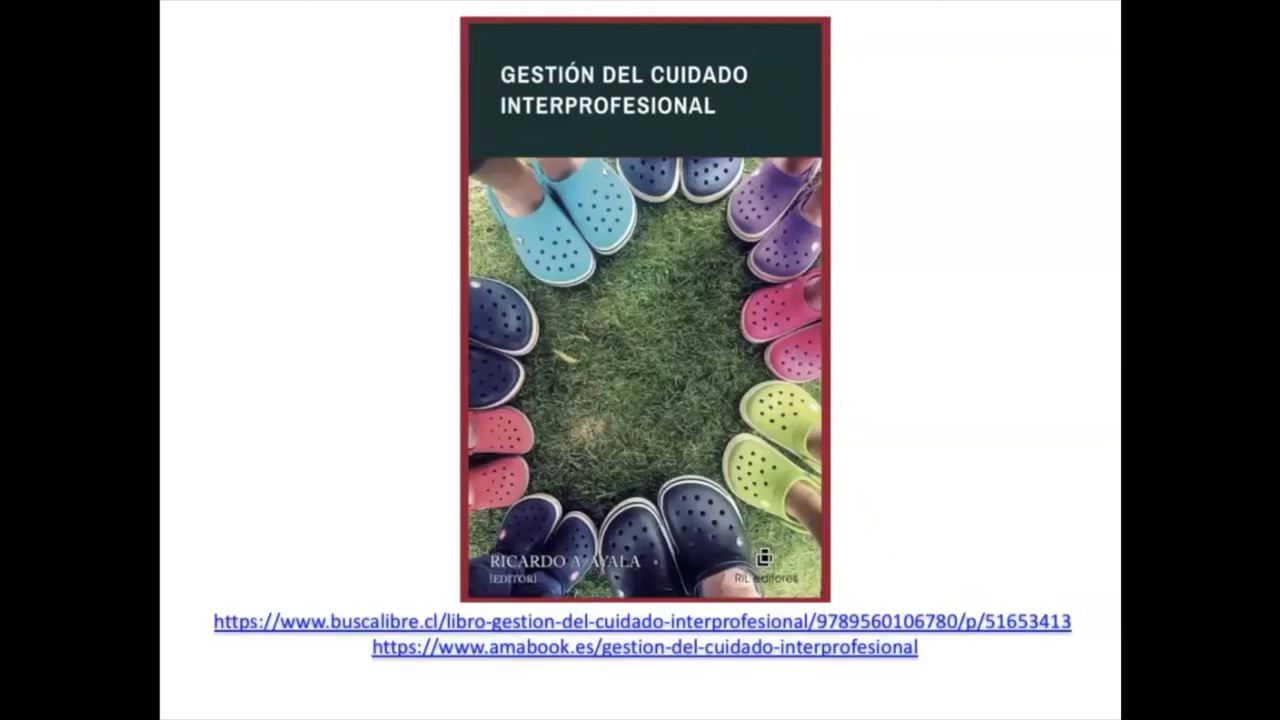 GESTIÓN DEL CUIDADO
INTERPROFESIONAL
RICARDO A. AYALA
[EDITOR]
RIL editores
https://www.buscalibre.cl/libro-gestion-del-cuidado-interprofesional/9789560106780/p/51653413
https://www.amabook.es/gestion-del-cuidado-interprofesional